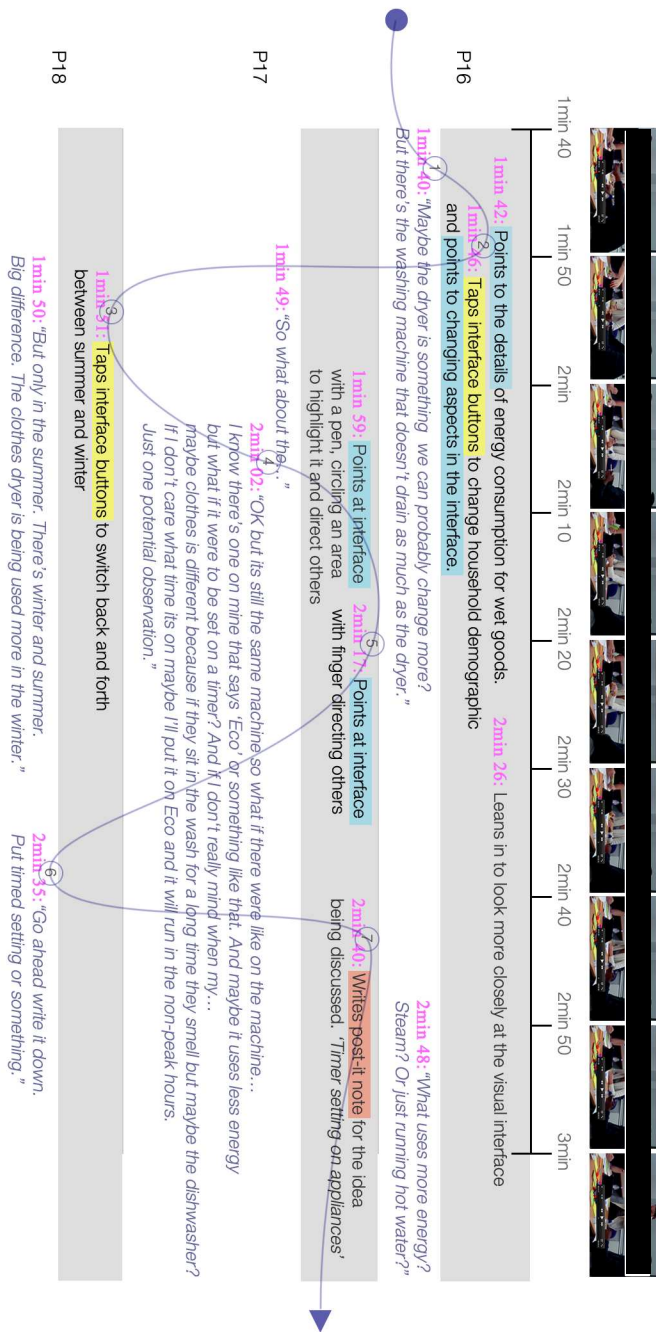 1min 40
1min 50
2min
2min 10
2min 20
2min 30
2min 40
2min 50
3min
P16
1min 42: Points to the details of energy consumption for wet goods.
1min 46: Taps interface buttons to change household demographic
and points to changing aspects in the interface.
2min 26: Leans in to look more closely at the visual interface
1
2
1min 40: “Maybe the dryer is something we can probably change more?
But there’s the washing machine that doesn’t drain as much as the dryer.”
2min 48: “What uses more energy?
Steam? Or just running hot water?”
P17
1min 59: Points at interface
with a pen, circling an area
to highlight it and direct others
5
2min 17: Points at interface
with finger directing others
7
2min 40: Writes post-it note for the idea
being discussed. ‘Timer setting on appliances’
1min 49: “So what about the…”
4
2min 02: “OK but its still the same machine so what if there were like on the machine…
I know there’s one on mine that says ‘Eco’ or something like that. And maybe it uses less energy
but what if it were to be set on a timer? And if I don’t really mind when my…
maybe clothes is different because if they sit in the wash for a long time they smell but maybe the dishwasher?
If I don’t care what time its on maybe I’ll put it on Eco and it will run in the non-peak hours.
Just one potential observation.”
P18
3
1min 51: Taps interface buttons to switch back and forth
between summer and winter
1min 50: “But only in the summer. There’s winter and summer.
Big difference. The clothes dryer is being used more in the winter.”
6
2min 35: “Go ahead write it down.
Put timed setting or something.”